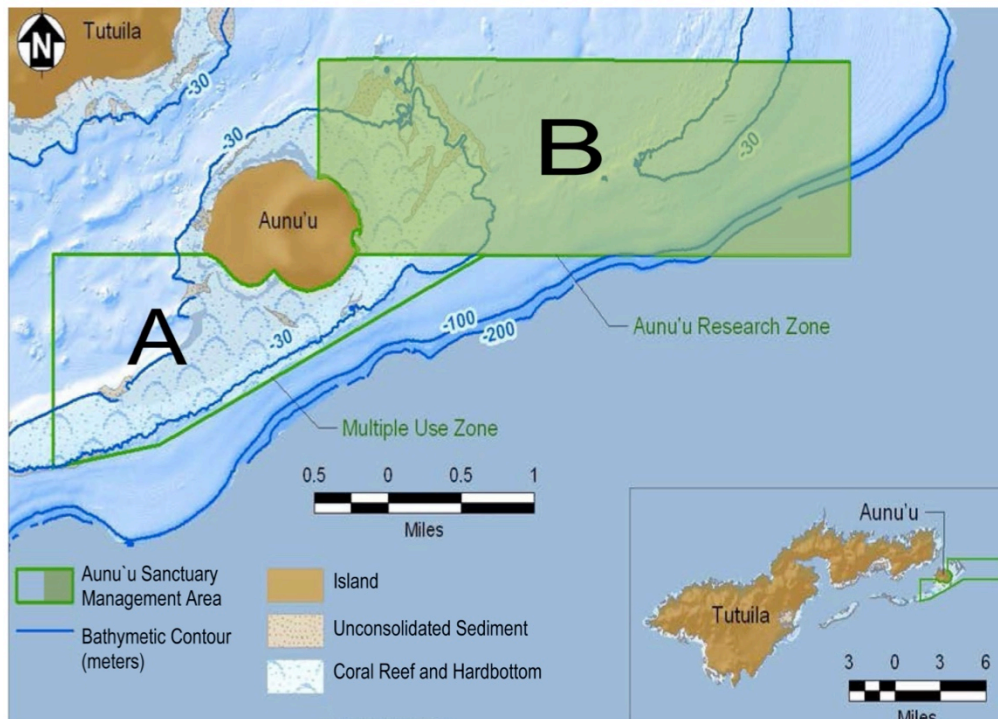 N
Tutuila
-30
-30
B
-30
Aunu'u
A
-30
-100
-200
Aunu'u Research Zone
Multiple Use Zone
0.5 0 0.5 1
Miles
Aunu`u Sanctuary
Management Area
Bathymetic Contour
(meters)
Island
Unconsolidated Sediment
Coral Reef and Hardbottom
Aunu'u
Tutuila
3 0 3 6
Miles